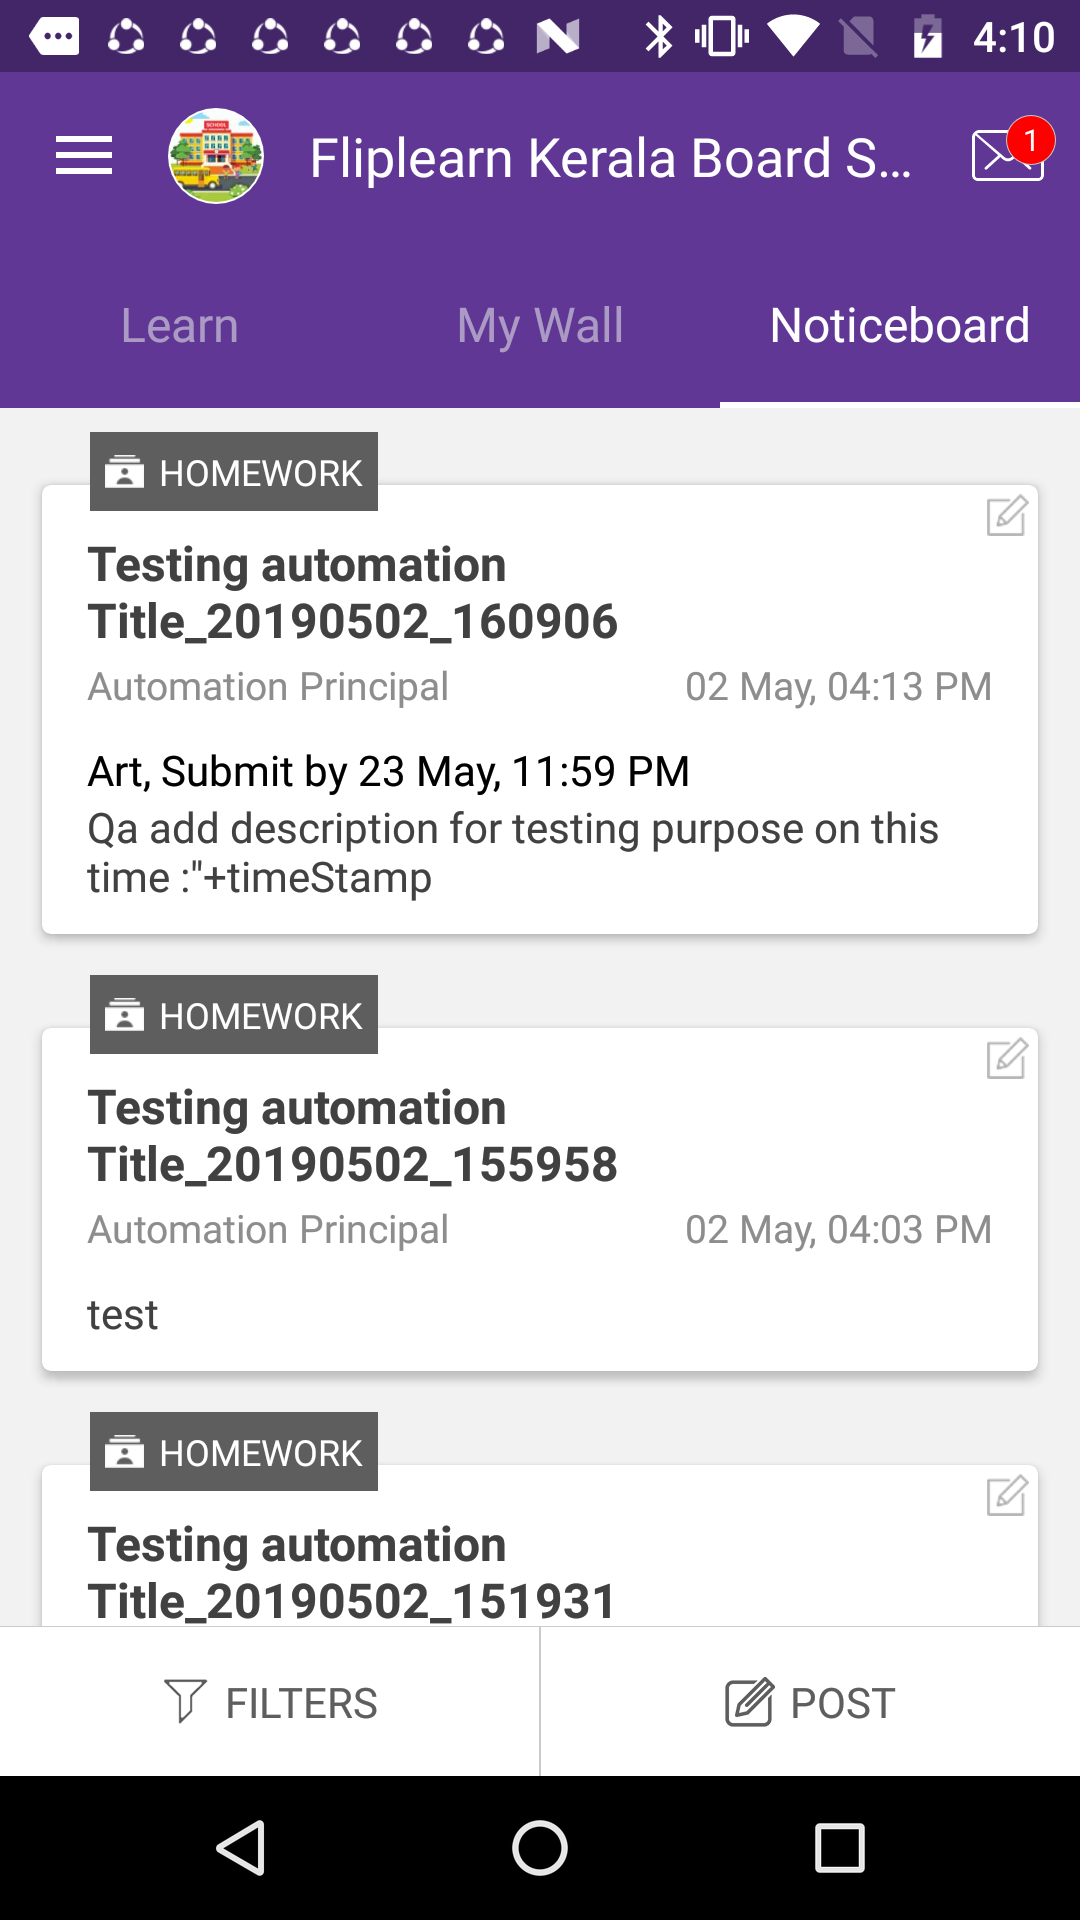 4:10
Fliplearn Kerala Board S...
1
Learn
My Wall
Noticeboard
HOMEWORK
Testing automation
Title_20190502_160906
Automation Principal
02 May, 04:13 PM
Art, Submit by 23 May, 11:59 PM
Qa add description for testing purpose on this
time :"+timeStamp
HOMEWORK
Testing automation
Title_20190502_155958
Automation Principal
02 May, 04:03 PM
test
HOMEWORK
Testing automation
Title_20190502_151931
FILTERS
POST